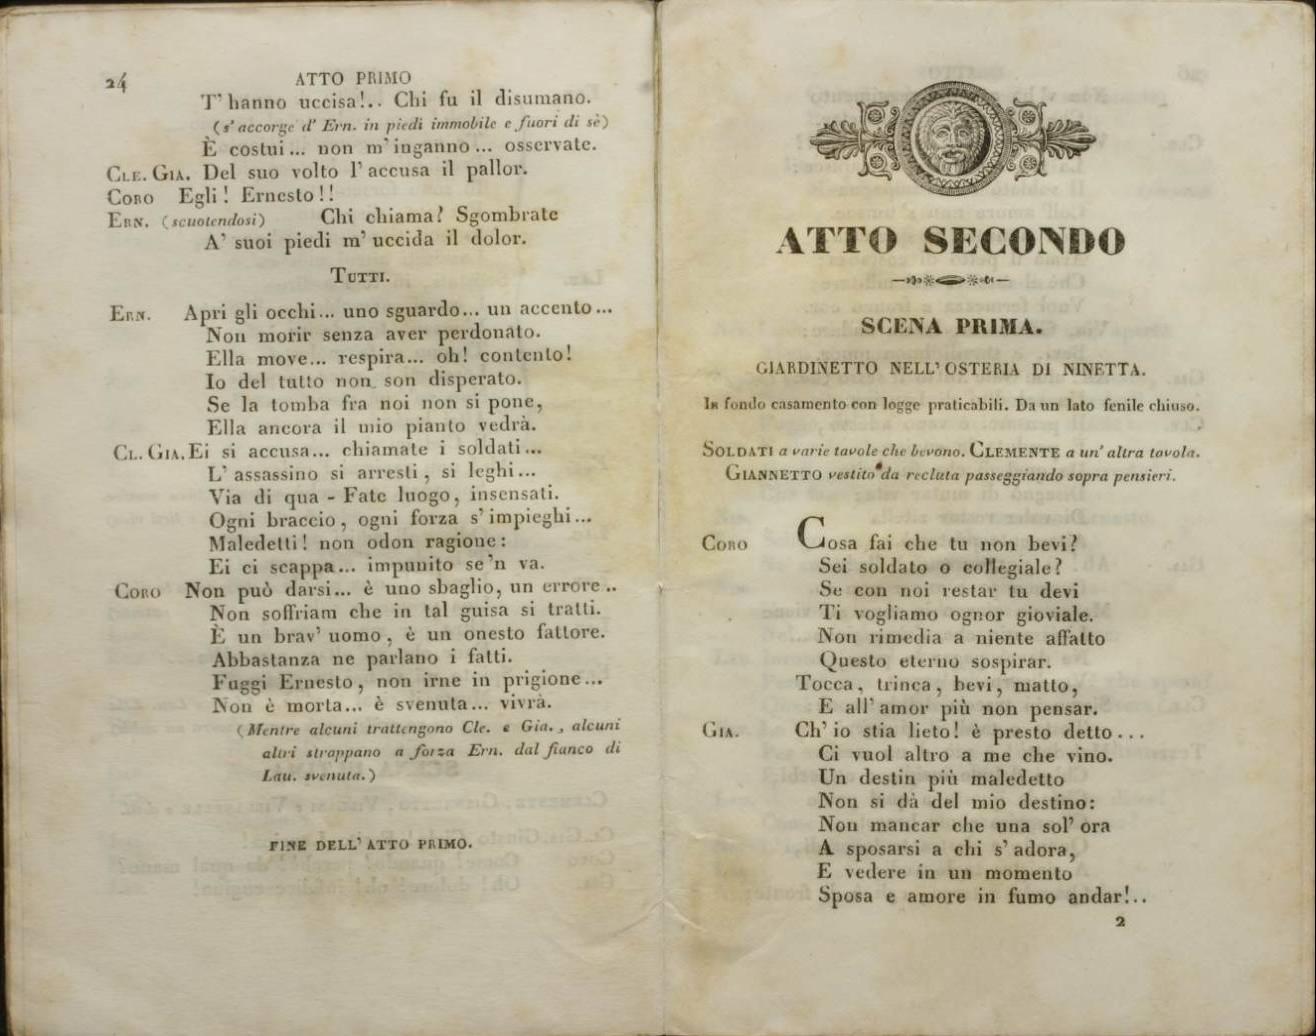 24 ATTO PRIMO
T' hanno uccisa!.. Chi fu il disumano.
(s' accorge d' Ern. in piedi immobile e fuori di sè)
È costui... non m' inganno... osservate.
CLE. GIA. Del suo volto l' accusa il pallor.
CORO Egli! Ernesto!!
ERN. (scuotendosi) Chi chiama? Sgombrate
A' suoi piedi m' uccida il dolor.
TUTTI.
ERN. Apri gli occhi... uno sguardo... un accento...
Non morir senza aver perdonato.
Ella move... respira... oh! contento!
Io del tutto non son disperato.
Se la tomba fra noi non si pone,
Ella ancora il mio pianto vedrà.
CL. GIA. Ei si accusa... chiamate i soldati...
L' assassino si arresti, si leghi...
Via di qua - Fate luogo, insensati.
Ogni braccio, ogni forza s' impieghi...
Maledetti! non odon ragione:
Ei ci scappa... impunito se 'n va.
CORO Non può darsi... è uno sbaglio, un errore..
Non soffriam che in tal guisa si tratti.
È un brav' uomo, è un onesto fattore.
Abbastanza ne parlano i fatti.
Fuggi Ernesto, non irne in prigione...
Non è morta... è svenuta... vivrà.
(Mentre alcuni trattengono Cle. e Gia., alcuni
altri strappano a forza Ern. dal fianco di
Lau. svenuta.)
FINE DELL' ATTO PRIMO.
ATTO SECONDO
SCENA PRIMA.
GIARDINETTO NELL' OSTERIA DI NINETTA.
In fondo casamento con logge praticabili. Da un lato fenile chiuso.
SOLDATI a varie tavole che bevono. CLEMENTE a un' altra tavola.
GIANNETTO vestito da recluta passeggiando sopra pensieri.
CORO Cosa fai che tu non bevi?
Sei soldato o collegiale?
Se con noi restar tu devi
Ti vogliamo ognor gioviale.
Non rimedia a niente affatto
Questo eterno sospirar.
Tocca, trinca, bevi, matto,
E all' amor più non pensar.
GIA. Ch' io stia lieto! è presto detto...
Ci vuol altro a me che vino.
Un destin più maledetto
Non si dà del mio destino:
Non mancar che una sol' ora
A sposarsi a chi s' adora,
E vedere in un momento
Sposa e amore in fumo andar!..
2